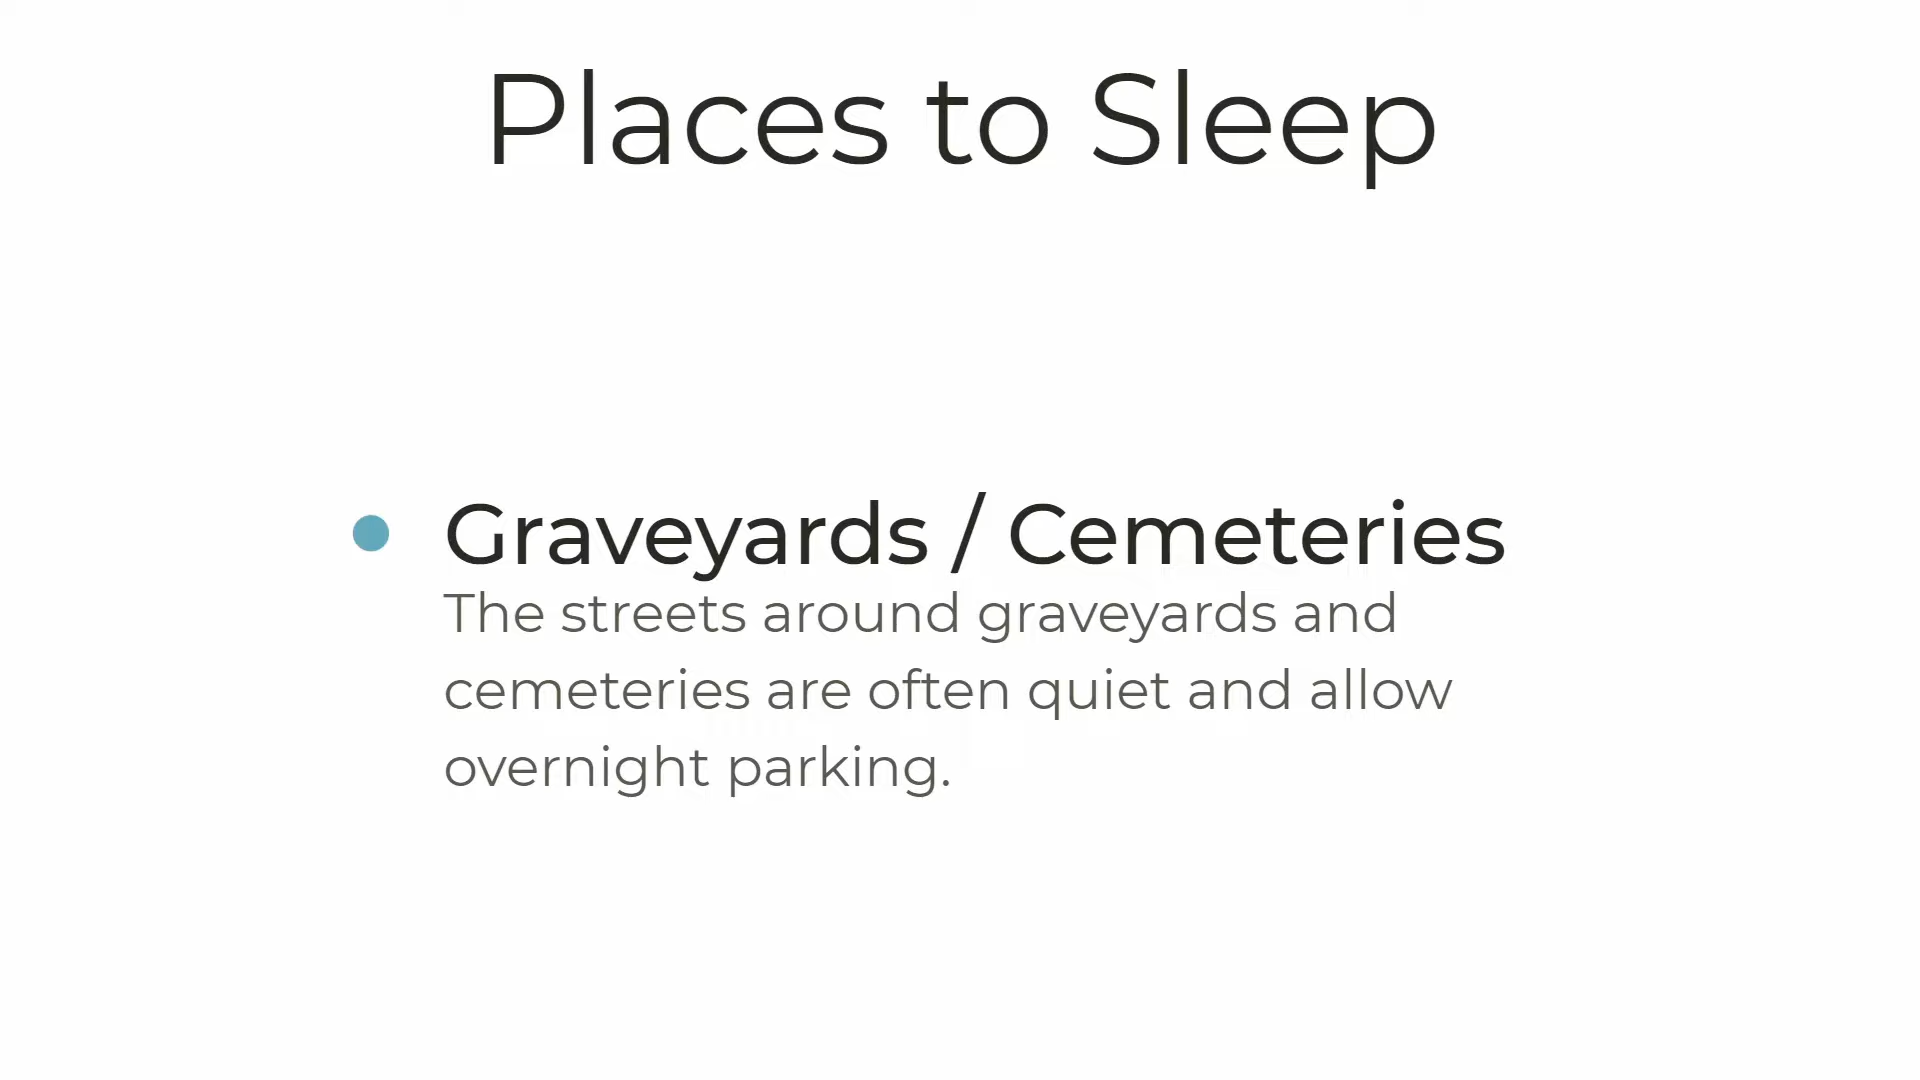 Places to Sleep
Graveyards / Cemeteries
The streets around graveyards and
cemeteries are often quiet and allow
overnight parking.